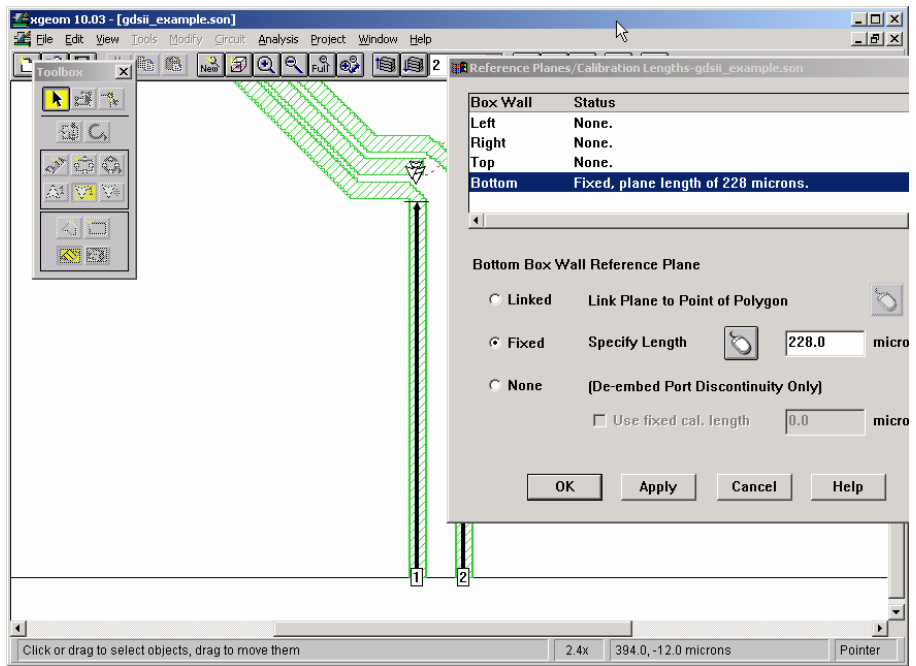 xgeom 10.03 - [gdsii_example.son]
File Edit View Tools Modify Circuit Analysis Project Window Help
New Full 2
Toolbox
Reference Planes/Calibration Lengths-gdsii_example.son
Box Wall Status
Left None.
Right None.
Top None.
Bottom Fixed, plane length of 228 microns.
Bottom Box Wall Reference Plane
Linked Link Plane to Point of Polygon
Fixed Specify Length 228.0 micro
None (De-embed Port Discontinuity Only)
Use fixed cal. length 0.0 micro
OK Apply Cancel Help
1 2
Click or drag to select objects, drag to move them 2.4x 394.0, -12.0 microns Pointer